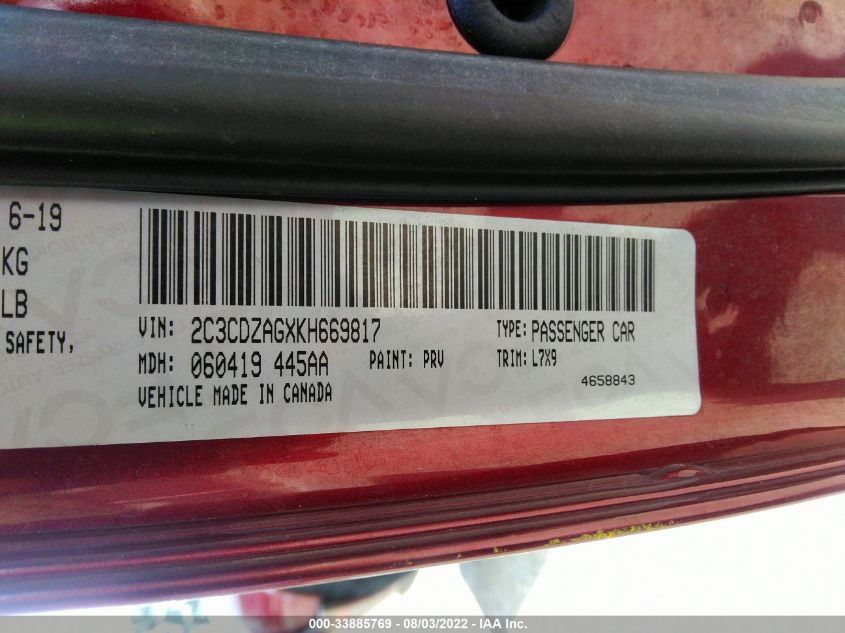 6-19
KG
LB
SAFETY,
VIN: 2C3CDZAGXKH669817 TYPE: PASSENGER CAR
MDH: 060419 445AA PAINT: PRV TRIM: L7X9
4658843
VEHICLE MADE IN CANADA
000-33885769 - 08/03/2022 - IAA Inc.